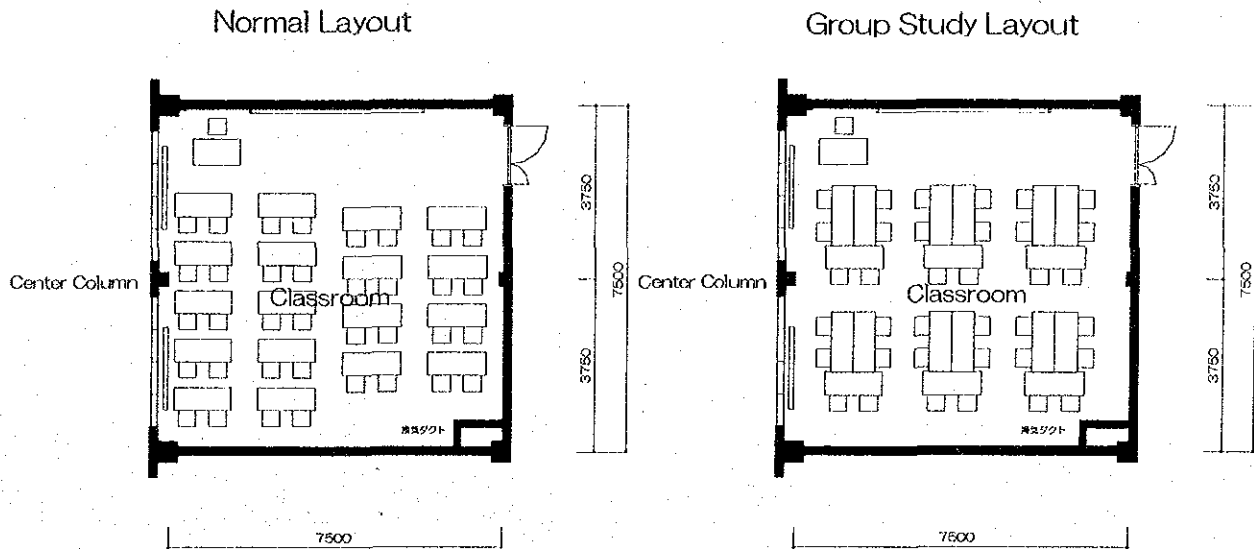 Normal Layout
Group Study Layout
Center Column
Classroom
換気ダクト
3750
3750
7500
7500
Center Column
Classroom
換気ダクト
3750
3750
7500
7500